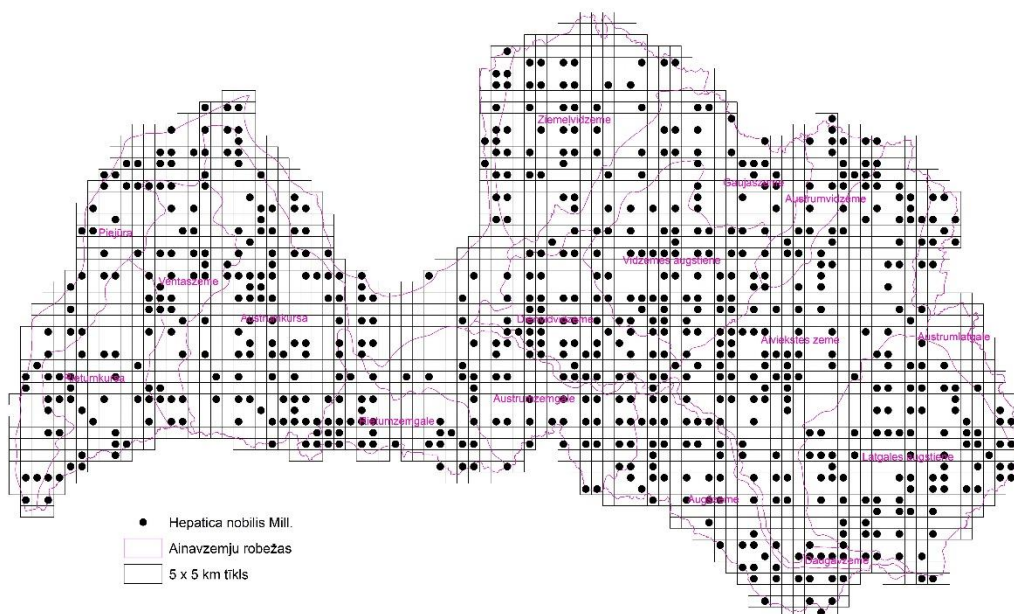 Ziemeļvidzeme
Gaujaszeme
Austrumvidzeme
Piejūra
Vidzemes augstiene
Ventaszeme
Austrumkursa
Dienvidvidzeme
Aiviekstes zeme
Austrumlatgale
Rietumkursa
Austrumzemgale
Rietumzemgale
Latgales augstiene
Augšzeme
Daugavzeme
Hepatica nobilis Mill.
Ainavzemju robežas
5 x 5 km tīkls